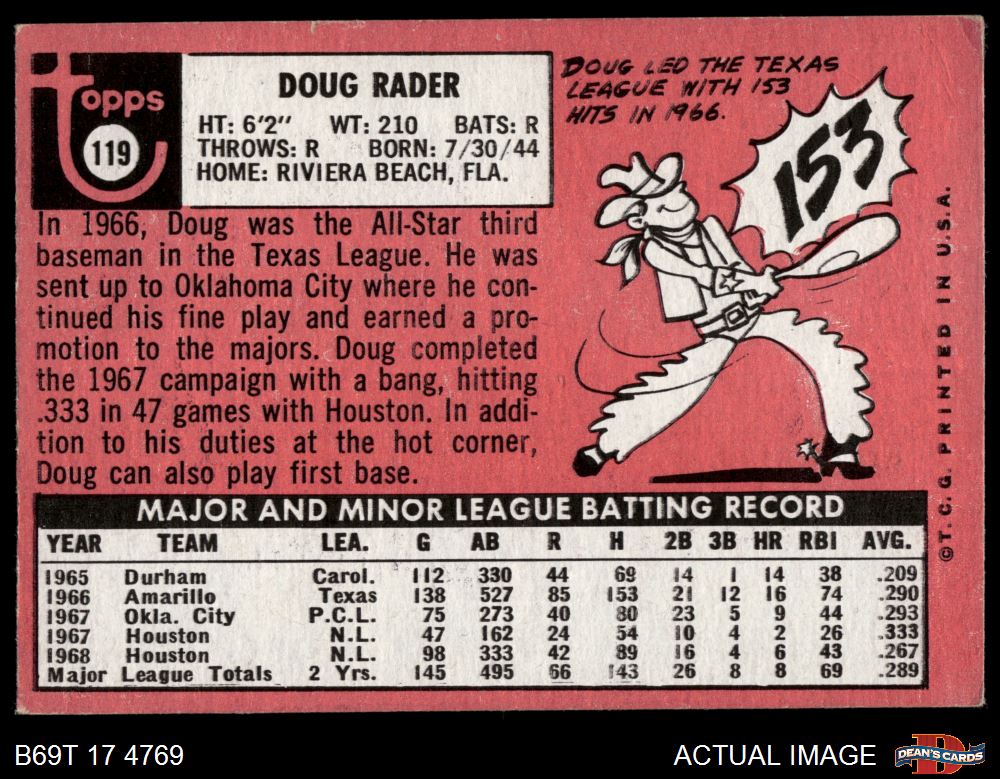 topps
119
DOUG RADER
HT: 6'2" WT: 210 BATS: R
THROWS: R BORN: 7/30/44
HOME: RIVIERA BEACH, FLA.
DOUG LED THE TEXAS
LEAGUE WITH 153
HITS IN 1966.
153
In 1966, Doug was the All-Star third
baseman in the Texas League. He was
sent up to Oklahoma City where he con-
tinued his fine play and earned a pro-
motion to the majors. Doug completed
the 1967 campaign with a bang, hitting
.333 in 47 games with Houston. In addi-
tion to his duties at the hot corner,
Doug can also play first base.
©T.C.G. PRINTED IN U.S.A.
MAJOR AND MINOR LEAGUE BATTING RECORD
YEAR TEAM LEA. G AB R H 2B 3B HR RBI AVG.
1965 Durham Carol. 112 330 44 69 14 1 14 38 .209
1966 Amarillo Texas 138 527 85 153 21 12 16 74 .290
1967 Okla. City P.C.L. 75 273 40 80 23 5 9 44 .293
1967 Houston N.L. 47 162 24 54 10 4 2 26 .333
1968 Houston N.L. 98 333 42 89 16 4 6 43 .267
Major League Totals 2 Yrs. 145 495 66 143 26 8 8 69 .289
B69T 17 4769
ACTUAL IMAGE
DEAN'S CARDS